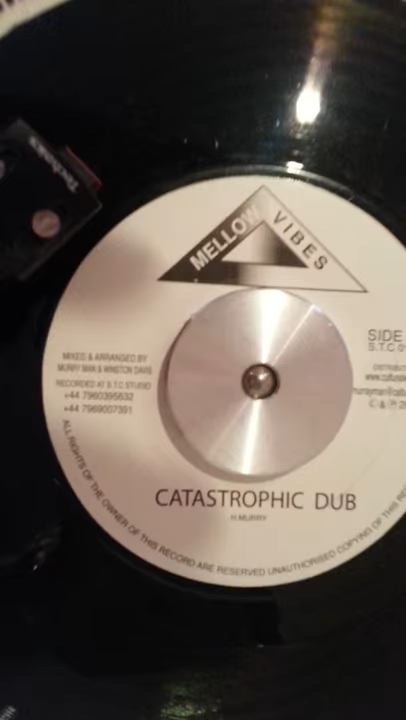 Technics
MELLOW VIBES
SIDE
S.T.C
MIXED & ARRANGED BY
MURRY MAN & WINSTON DAVIS
RECORDED AT S.T.C STUDIO
+44 7960395632
+44 7969007391
CATASTROPHIC DUB
H MURRY
ALL RIGHTS OF THE OWNER OF THIS RECORD ARE RESERVED UNAUTHORISED COPYING OF THIS